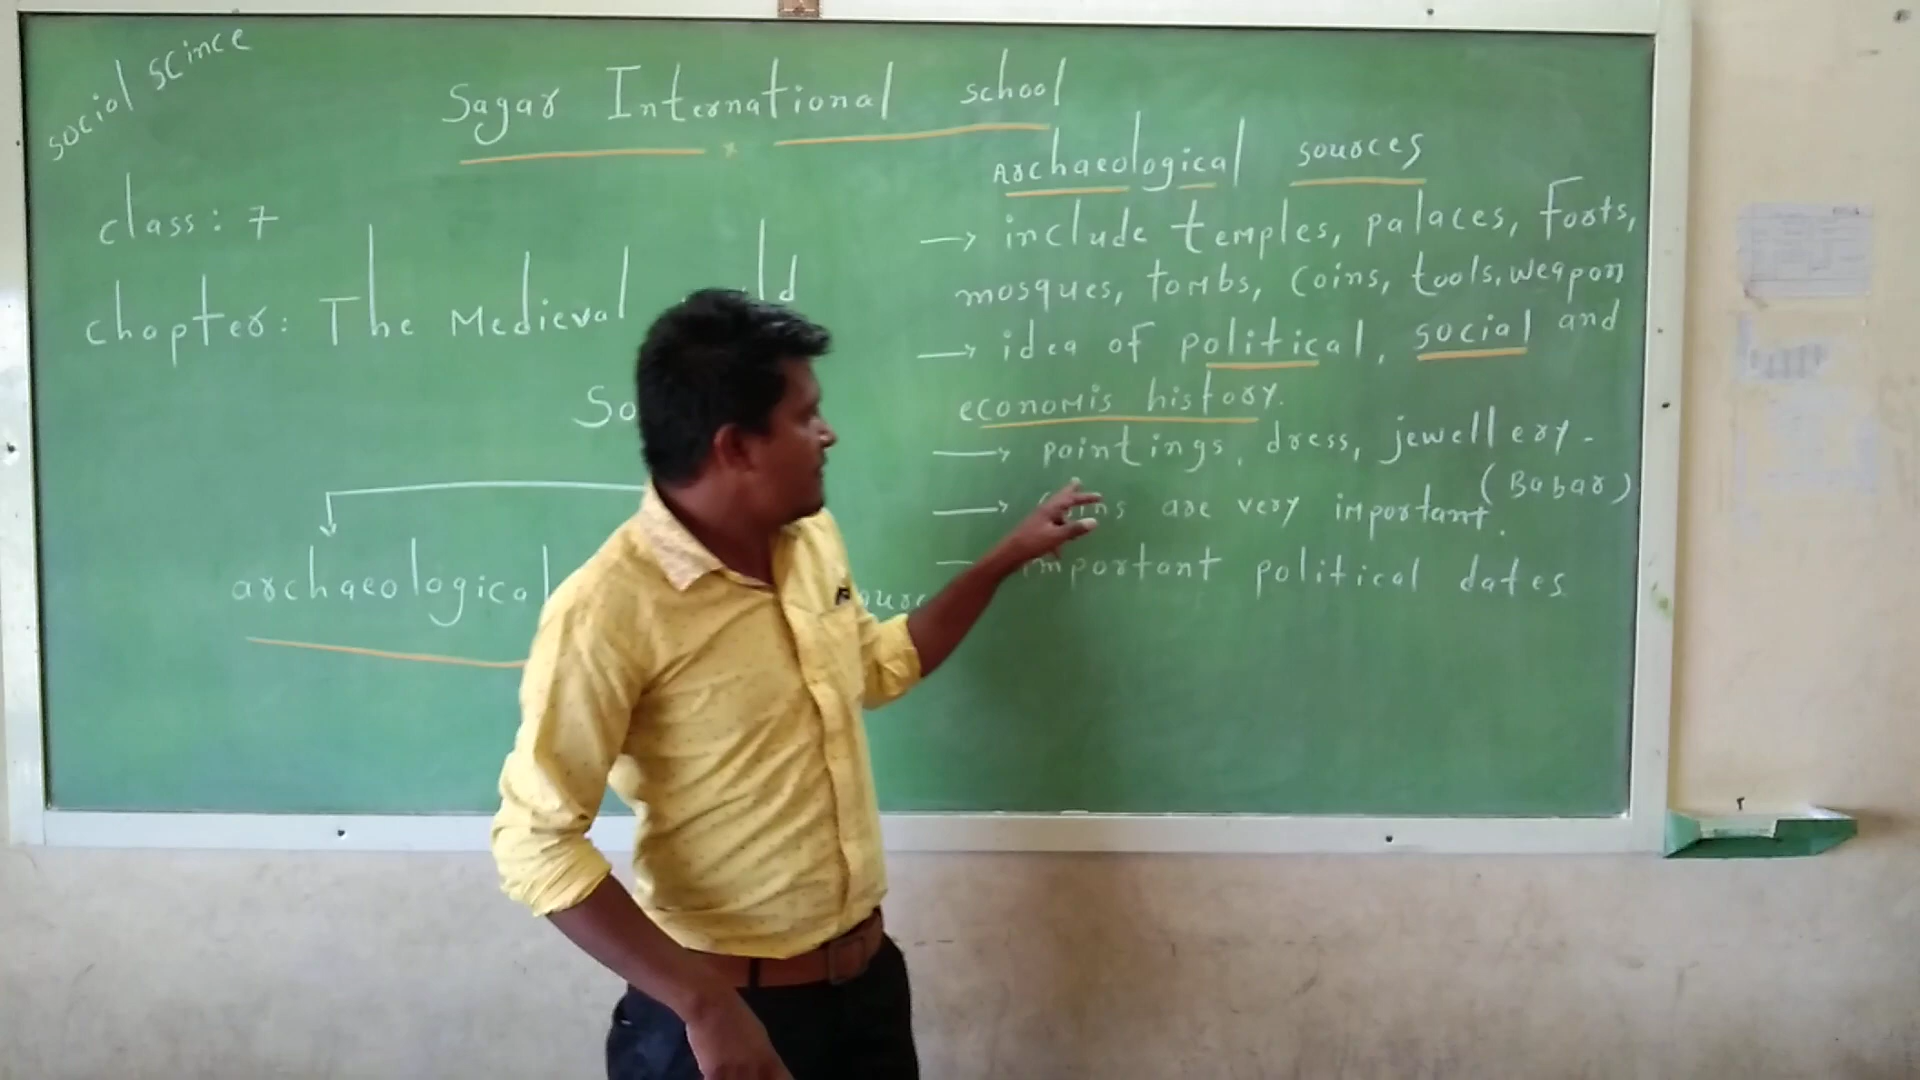 social scince
Sagar International school
class: 7
chapter: The Medieval
archaeological
Archaeological sources
→ include temples, palaces, forts,
mosques, tombs, coins, tools, weapon
→ idea of political, social and
economis history.
→ paintings, dress, jewellery -
(Babar)
→ are very important.
important political dates